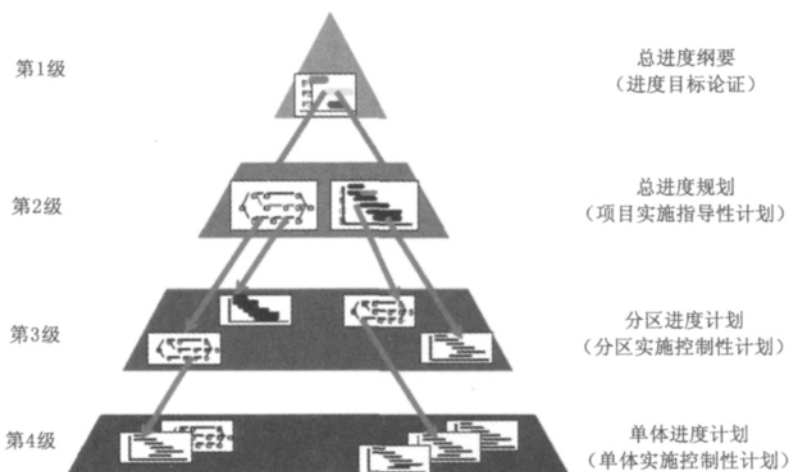 第1级
总进度纲要
（进度目标论证）
第2级
总进度规划
（项目实施指导性计划）
第3级
分区进度计划
（分区实施控制性计划）
第4级
单体进度计划
（单体实施控制性计划）